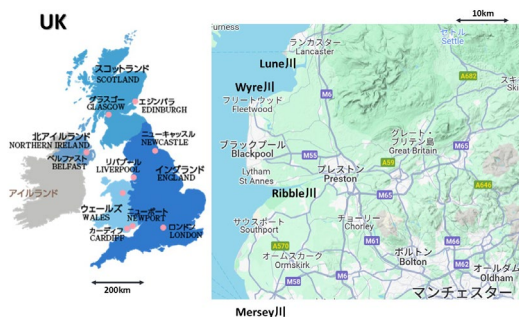 UK
スコットランド
SCOTLAND
グラスゴー
GLASGOW
エジンバラ
EDINBURGH
北アイルランド
NORTHERN IRELAND
ニューキャッスル
NEWCASTLE
ベルファスト
BELFAST
リバプール
LIVERPOOL
イングランド
ENGLAND
アイルランド
ウェールズ
WALES
ニューポート
NEWPORT
カーディフ
CARDIFF
ロンドン
LONDON
200km
10km
urness
ランカスター
Lancaster
セトル
Settle
Lune川
A682
スキ
Ski
Wyre川
フリートウッド
Fleetwood
M6
ブラックプール
Blackpool
M55
グレート・
ブリテン島
Great Britain
M65
A59
プレストン
Preston
Lytham
St Annes
A646
Ribble川
M65
サウスポート
Southport
チョーリー
Chorley
A570
M61
M66
M62
オームスカーク
Ormskirk
ボルトン
Bolton
M58
M6
オールダム
Oldham
M62
マンチェスター
Mersey川